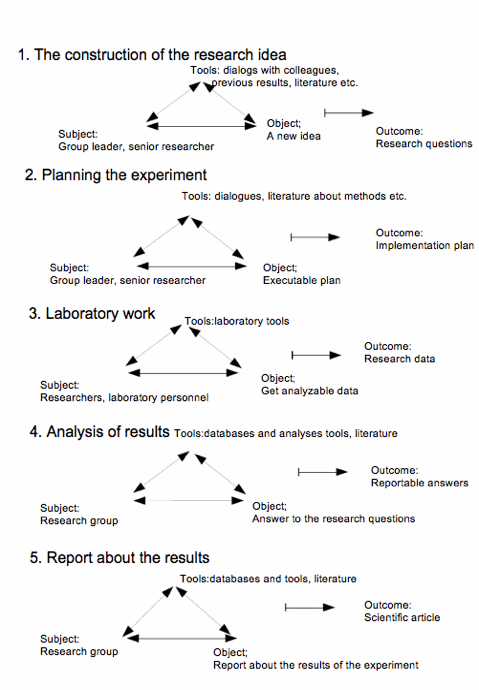 1. The construction of the research idea
Tools: dialogs with colleagues,
previous results, literature etc.
Subject:
Group leader, senior researcher
Object;
A new idea
Outcome:
Research questions
2. Planning the experiment
Tools: dialogues, literature about methods etc.
Subject:
Group leader, senior researcher
Object;
Executable plan
Outcome:
Implementation plan
3. Laboratory work
Tools:laboratory tools
Subject:
Researchers, laboratory personnel
Object;
Get analyzable data
Outcome:
Research data
4. Analysis of results Tools:databases and analyses tools, literature
Subject:
Research group
Object;
Answer to the research questions
Outcome:
Reportable answers
5. Report about the results
Tools:databases and tools, literature
Subject:
Research group
Object;
Report about the results of the experiment
Outcome:
Scientific article